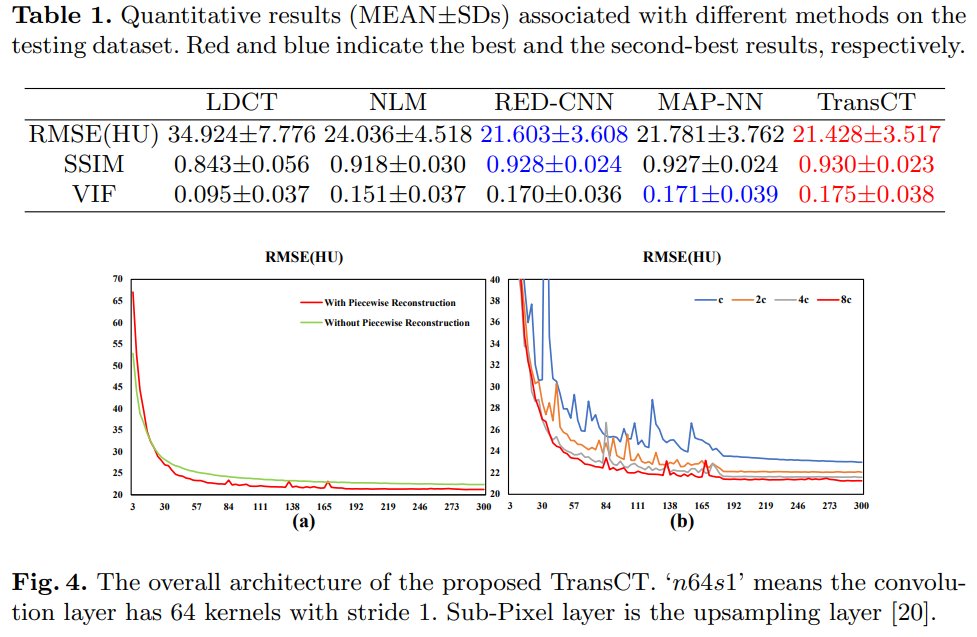 Table 1. Quantitative results (MEAN±SDs) associated with different methods on the
testing dataset. Red and blue indicate the best and the second-best results, respectively.
LDCT NLM RED-CNN MAP-NN TransCT
RMSE(HU) 34.924±7.776 24.036±4.518 21.603±3.608 21.781±3.762 21.428±3.517
SSIM 0.843±0.056 0.918±0.030 0.928±0.024 0.927±0.024 0.930±0.023
VIF 0.095±0.037 0.151±0.037 0.170±0.036 0.171±0.039 0.175±0.038
RMSE(HU)
70
65
60
55
50
45
40
35
30
25
20
With Piecewise Reconstruction
Without Piecewise Reconstruction
3 30 57 84 111 138 165 192 219 246 273 300
(a)
RMSE(HU)
40
38
36
34
32
30
28
26
24
22
20
c 2c 4c 8c
3 30 57 84 111 138 165 192 219 246 273 300
(b)
Fig. 4. The overall architecture of the proposed TransCT. ‘n64s1’ means the convolu-
tion layer has 64 kernels with stride 1. Sub-Pixel layer is the upsampling layer [20].